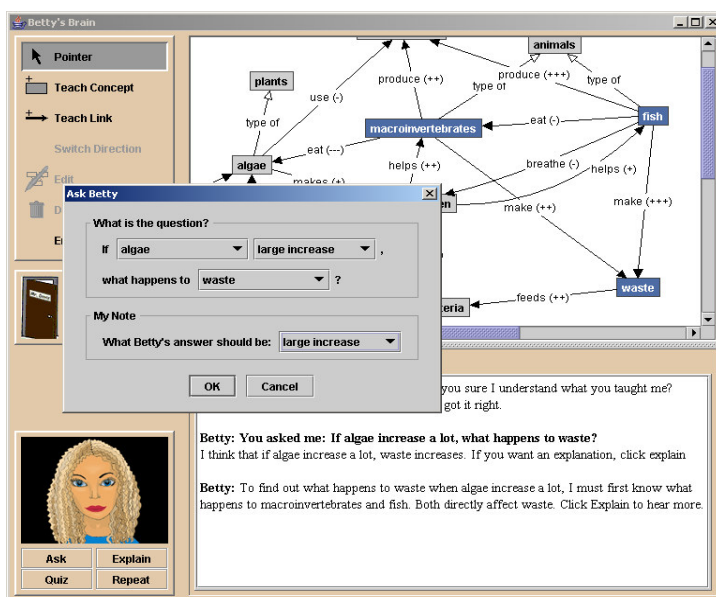 Betty's Brain
Pointer
Teach Concept
Teach Link
Switch Direction
Edit
D
E
animals
plants
produce (++)
produce (+++)
type of
type of
use (-)
type of
macroinvertebrates
eat (-)
fish
eat (---)
algae
helps (++)
breathe (-)
helps (+)
makes (+)
en
make (++)
make (+++)
waste
feeds (++)
eria
Ask Betty
What is the question?
If algae large increase ,
what happens to waste ?
My Note
What Betty's answer should be: large increase
OK Cancel
you sure I understand what you taught me?
got it right.
Betty: You asked me: If algae increase a lot, what happens to waste?
I think that if algae increase a lot, waste increases. If you want an explanation, click explain
Betty: To find out what happens to waste when algae increase a lot, I must first know what
happens to macroinvertebrates and fish. Both directly affect waste. Click Explain to hear more.
Ask Explain
Quiz Repeat